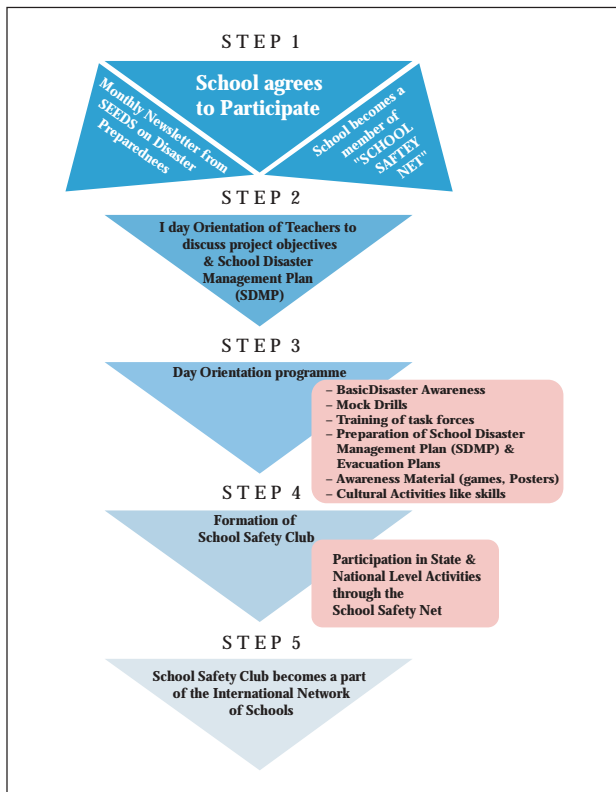 STEP 1
School agrees
to Participate
Monthly Newsletter from
SEEDS on Disaster
Preparednees
School becomes a
member of
"SCHOOL
SAFTEY
NET"
STEP 2
I day Orientation of Teachers to
discuss project objectives
& School Disaster
Management Plan
(SDMP)
STEP 3
Day Orientation programme
– BasicDisaster Awareness
– Mock Drills
– Training of task forces
– Preparation of School Disaster
Management Plan (SDMP) &
Evacuation Plans
– Awareness Material (games, Posters)
– Cultural Activities like skills
STEP 4
Formation of
School Safety Club
Participation in State &
National Level Activities
through the
School Safety Net
STEP 5
School Safety Club becomes a part
of the International Network
of Schools